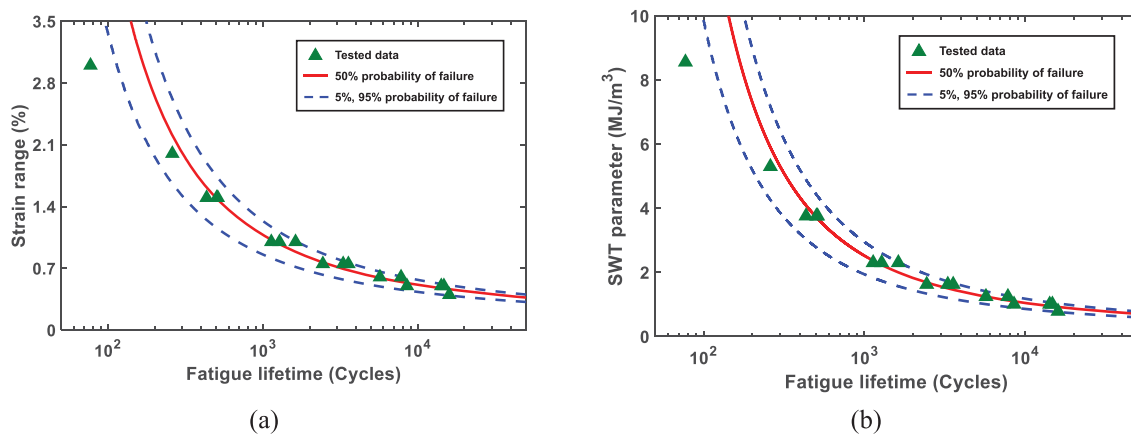 3.5
2.8
2.1
1.4
0.7
0
Strain range (%)
10²
10³
10⁴
Fatigue lifetime (Cycles)
Tested data
50% probability of failure
5%, 95% probability of failure
(a)
10
8
6
4
2
0
SWT parameter (MJ/m³)
10²
10³
10⁴
Fatigue lifetime (Cycles)
Tested data
50% probability of failure
5%, 95% probability of failure
(b)